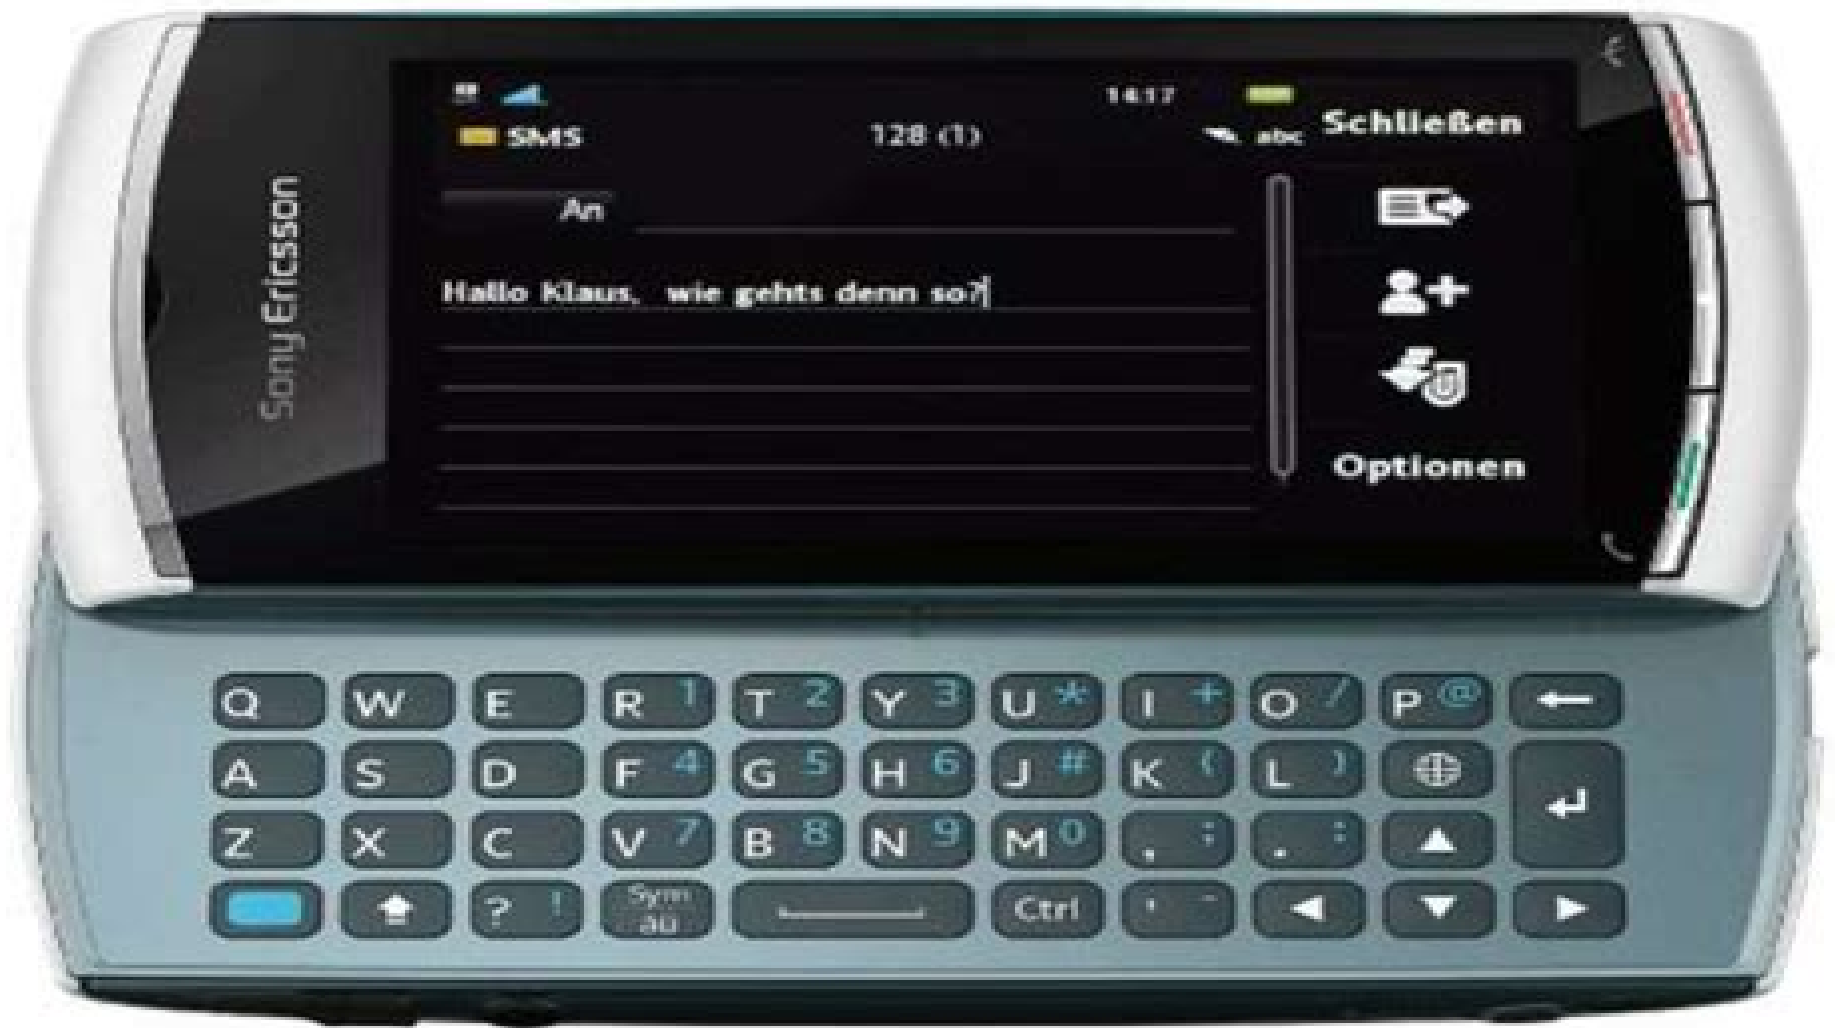 14:17
SMS 128 (1) abc Schließen
An
Sony Ericsson
Hallo Klaus, wie gehts denn so?
Optionen
Q W E R 1 T 2 Y 3 U * I + O / P @
A S D F 4 G 5 H 6 J # K ( L )
Z X C V 7 B 8 N 9 M 0 , ; . :
? ! Sym Ctrl ' -
äü